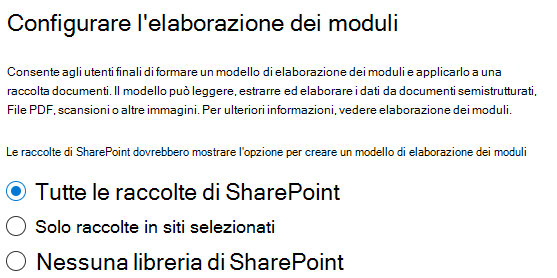 Configurare l'elaborazione dei moduli
Consente agli utenti finali di formare un modello di elaborazione dei moduli e applicarlo a una
raccolta documenti. Il modello può leggere, estrarre ed elaborare i dati da documenti semistrutturati,
File PDF, scansioni o altre immagini. Per ulteriori informazioni, vedere elaborazione dei moduli.
Le raccolte di SharePoint dovrebbero mostrare l'opzione per creare un modello di elaborazione dei moduli
Tutte le raccolte di SharePoint
Solo raccolte in siti selezionati
Nessuna libreria di SharePoint